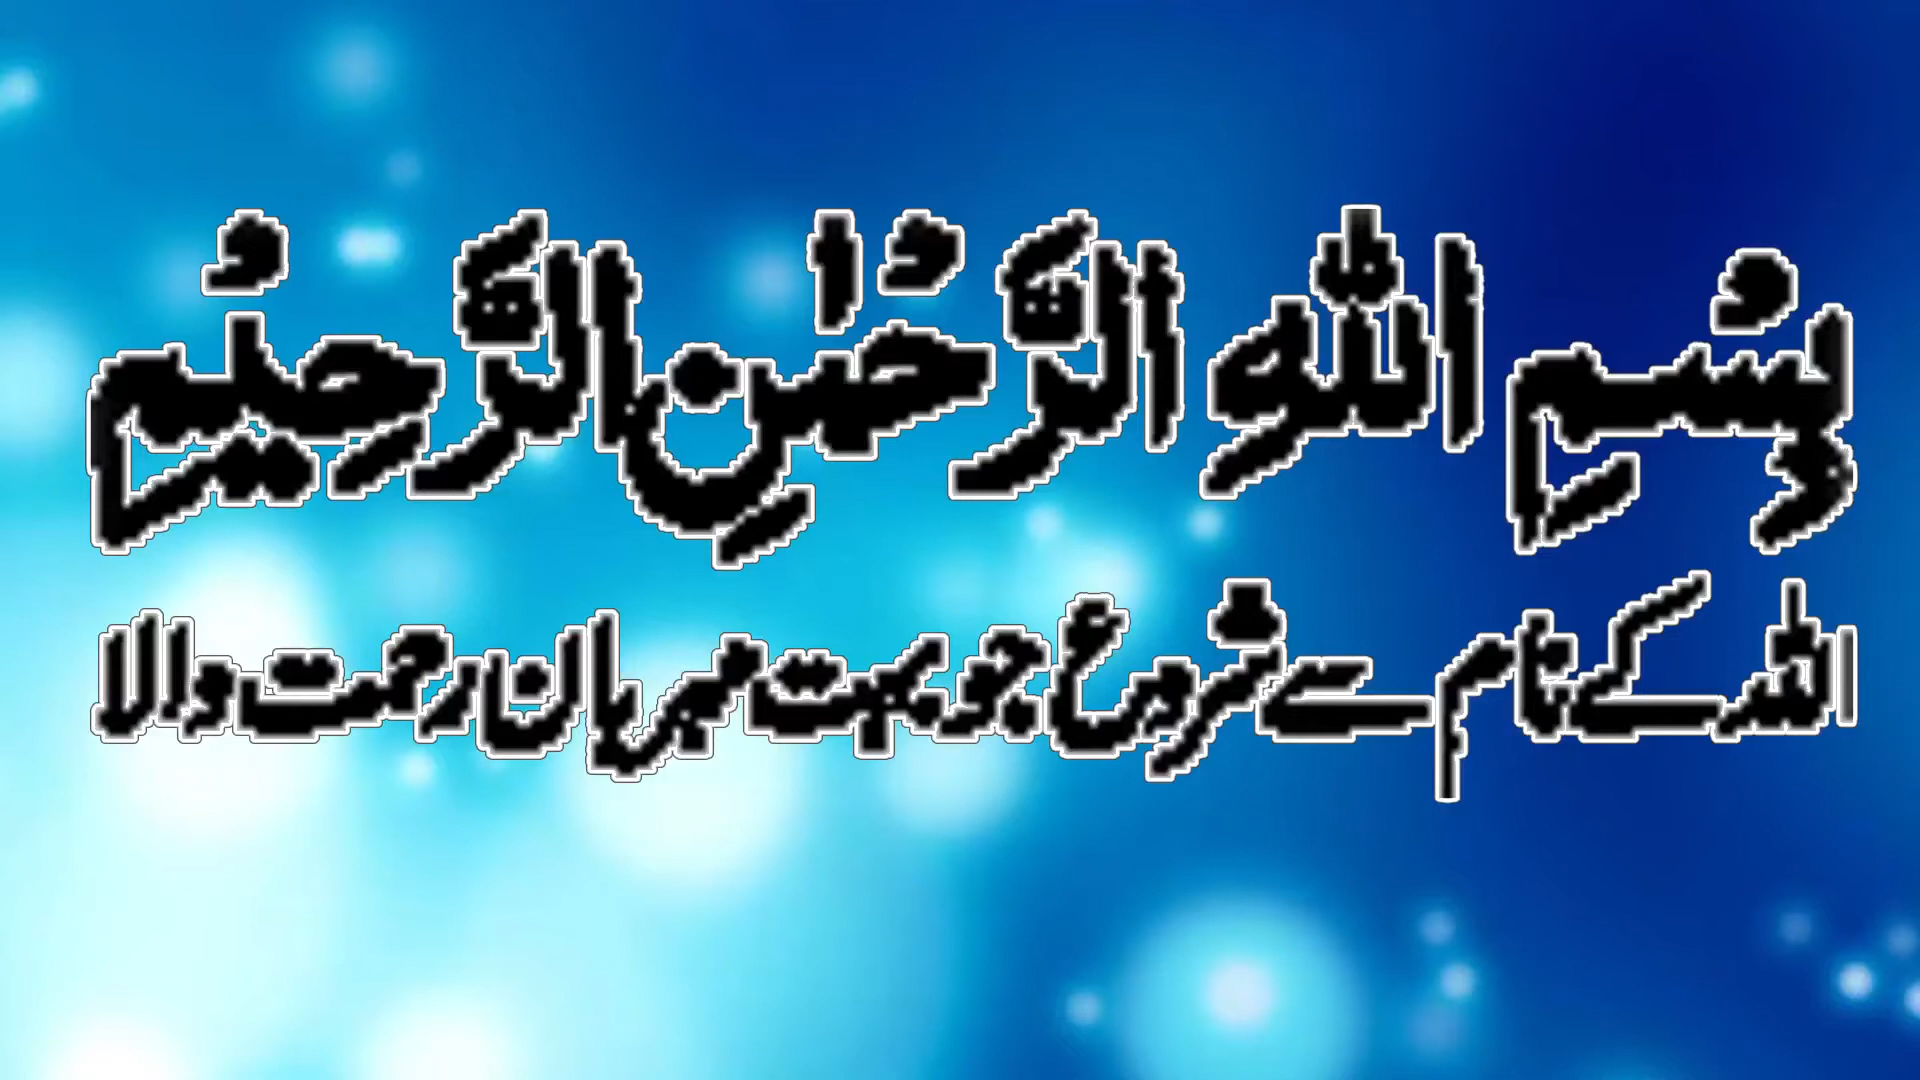 بِسْمِ اللّٰهِ الرَّحْمٰنِ الرَّحِيْمِ
اللہ کے نام سے شروع جو بہت مہربان رحمت والا